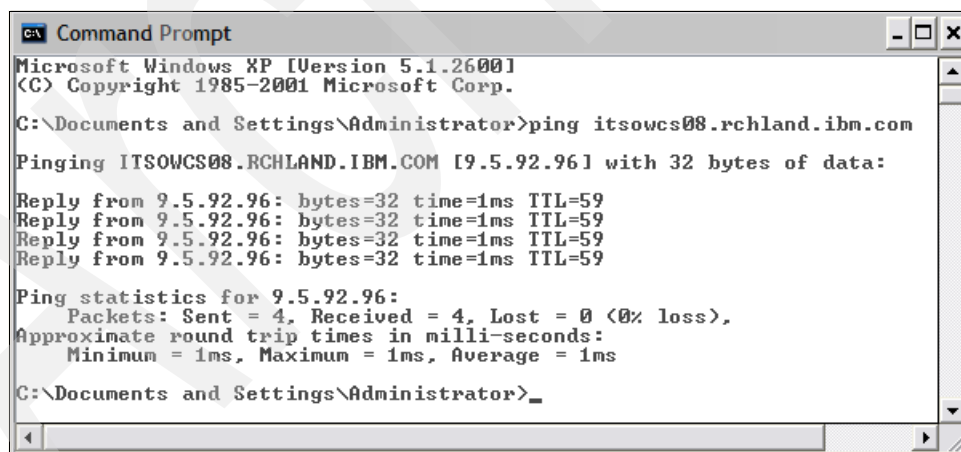 Command Prompt
Microsoft Windows XP [Version 5.1.2600]
(C) Copyright 1985-2001 Microsoft Corp.
C:\Documents and Settings\Administrator>ping itsowcs08.rchland.ibm.com
Pinging ITSOWCS08.RCHLAND.IBM.COM [9.5.92.96] with 32 bytes of data:
Reply from 9.5.92.96: bytes=32 time=1ms TTL=59
Reply from 9.5.92.96: bytes=32 time=1ms TTL=59
Reply from 9.5.92.96: bytes=32 time=1ms TTL=59
Reply from 9.5.92.96: bytes=32 time=1ms TTL=59
Ping statistics for 9.5.92.96:
Packets: Sent = 4, Received = 4, Lost = 0 (0% loss),
Approximate round trip times in milli-seconds:
Minimum = 1ms, Maximum = 1ms, Average = 1ms
C:\Documents and Settings\Administrator>_